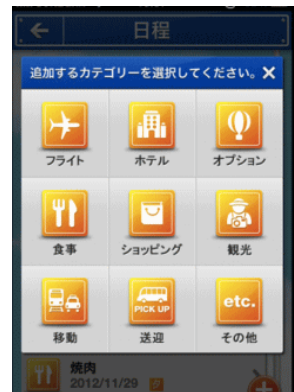 日程
追加するカテゴリーを選択してください。
フライト
ホテル
オプション
食事
ショッピング
観光
PICK UP
etc.
移動
送迎
その他
焼肉
2012/11/29